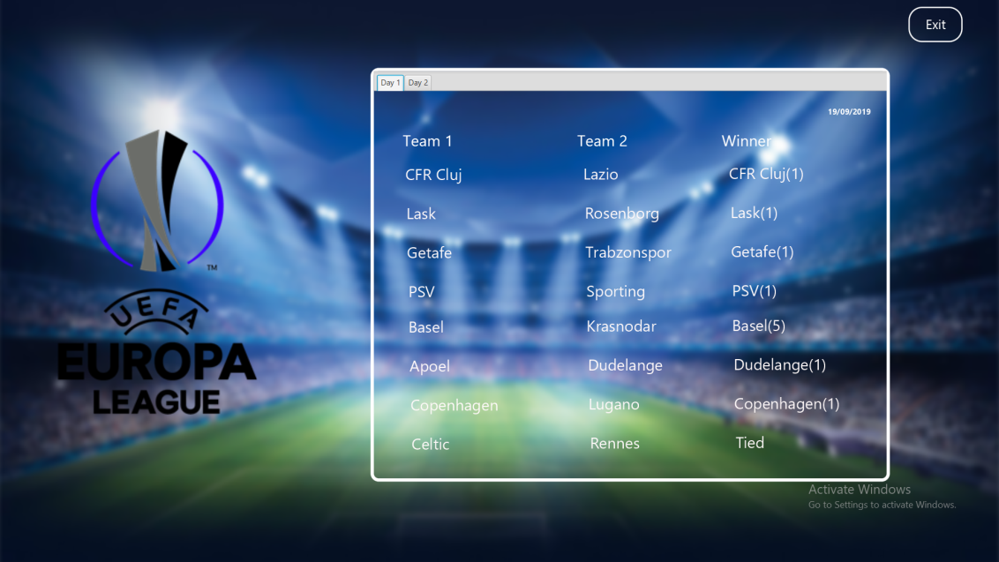 Exit
Day 1 Day 2
19/09/2019
Team 1 Team 2 Winner
CFR Cluj Lazio CFR Cluj(1)
Lask Rosenborg Lask(1)
Getafe Trabzonspor Getafe(1)
PSV Sporting PSV(1)
Basel Krasnodar Basel(5)
Apoel Dudelange Dudelange(1)
Copenhagen Lugano Copenhagen(1)
Celtic Rennes Tied
TM
UEFA
EUROPA
LEAGUE
Activate Windows
Go to Settings to activate Windows.